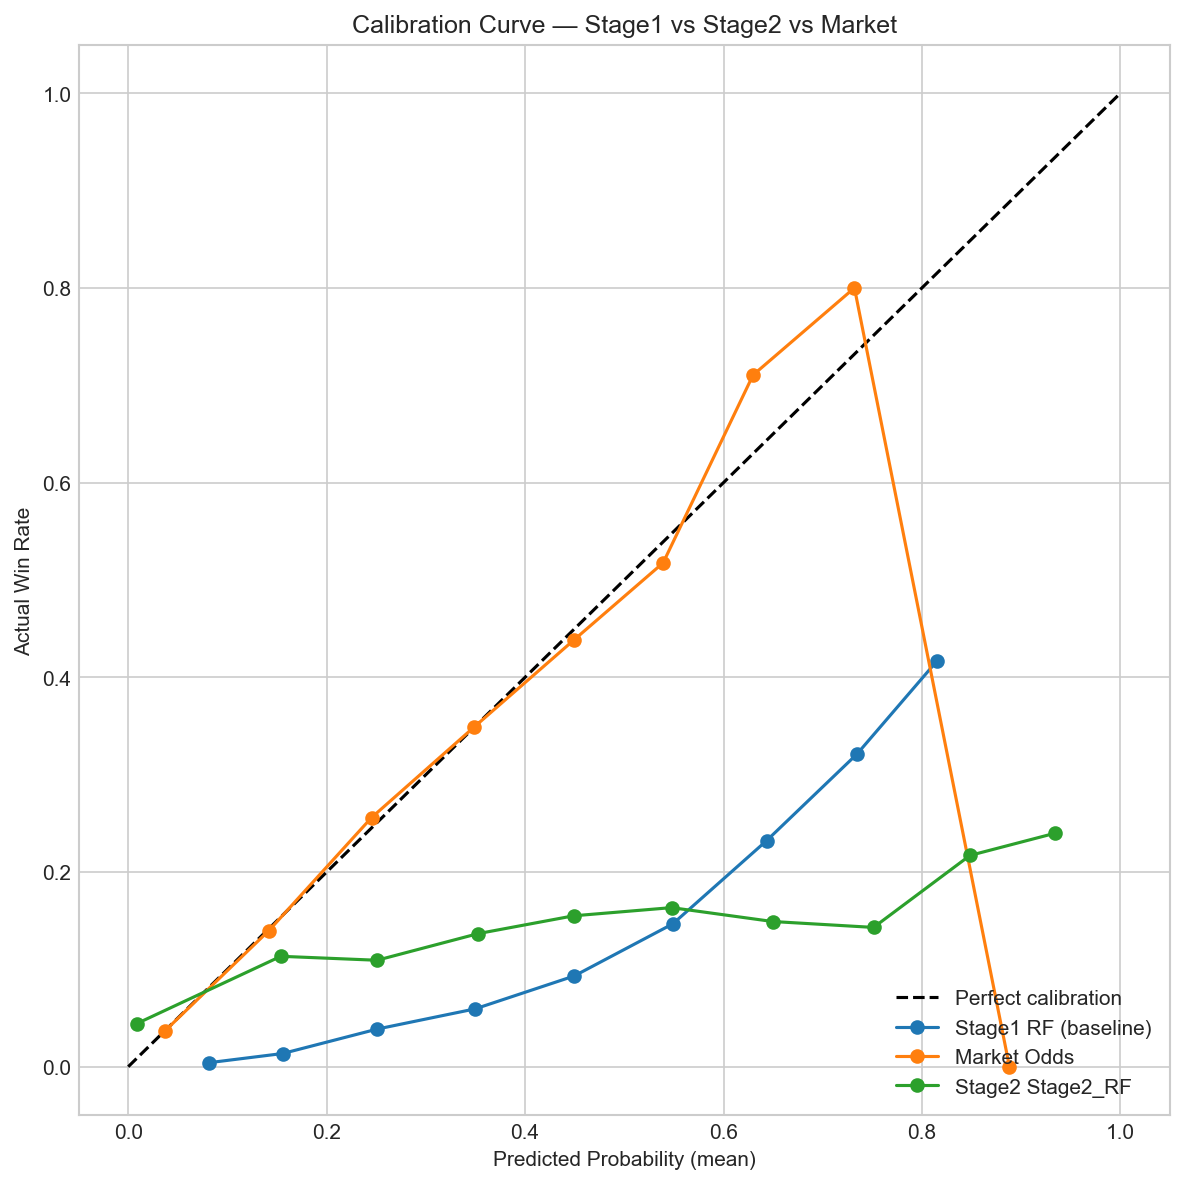 Calibration Curve — Stage1 vs Stage2 vs Market
Actual Win Rate
1.0
0.8
0.6
0.4
0.2
0.0
Perfect calibration
Stage1 RF (baseline)
Market Odds
Stage2 Stage2_RF
0.0 0.2 0.4 0.6 0.8 1.0
Predicted Probability (mean)